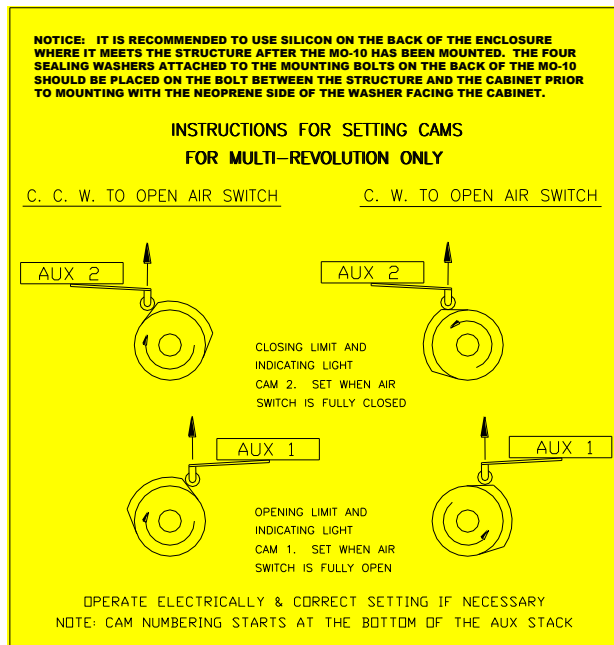 NOTICE: IT IS RECOMMENDED TO USE SILICON ON THE BACK OF THE ENCLOSURE
WHERE IT MEETS THE STRUCTURE AFTER THE MO-10 HAS BEEN MOUNTED. THE FOUR
SEALING WASHERS ATTACHED TO THE MOUNTING BOLTS ON THE BACK OF THE MO-10
SHOULD BE PLACED ON THE BOLT BETWEEN THE STRUCTURE AND THE CABINET PRIOR
TO MOUNTING WITH THE NEOPRENE SIDE OF THE WASHER FACING THE CABINET.
INSTRUCTIONS FOR SETTING CAMS
FOR MULTI-REVOLUTION ONLY
C. C. W. TO OPEN AIR SWITCH
C. W. TO OPEN AIR SWITCH
AUX 2
AUX 2
CLOSING LIMIT AND
INDICATING LIGHT
CAM 2. SET WHEN AIR
SWITCH IS FULLY CLOSED
AUX 1
AUX 1
OPENING LIMIT AND
INDICATING LIGHT
CAM 1. SET WHEN AIR
SWITCH IS FULLY OPEN
OPERATE ELECTRICALLY & CORRECT SETTING IF NECESSARY
NOTE: CAM NUMBERING STARTS AT THE BOTTOM OF THE AUX STACK